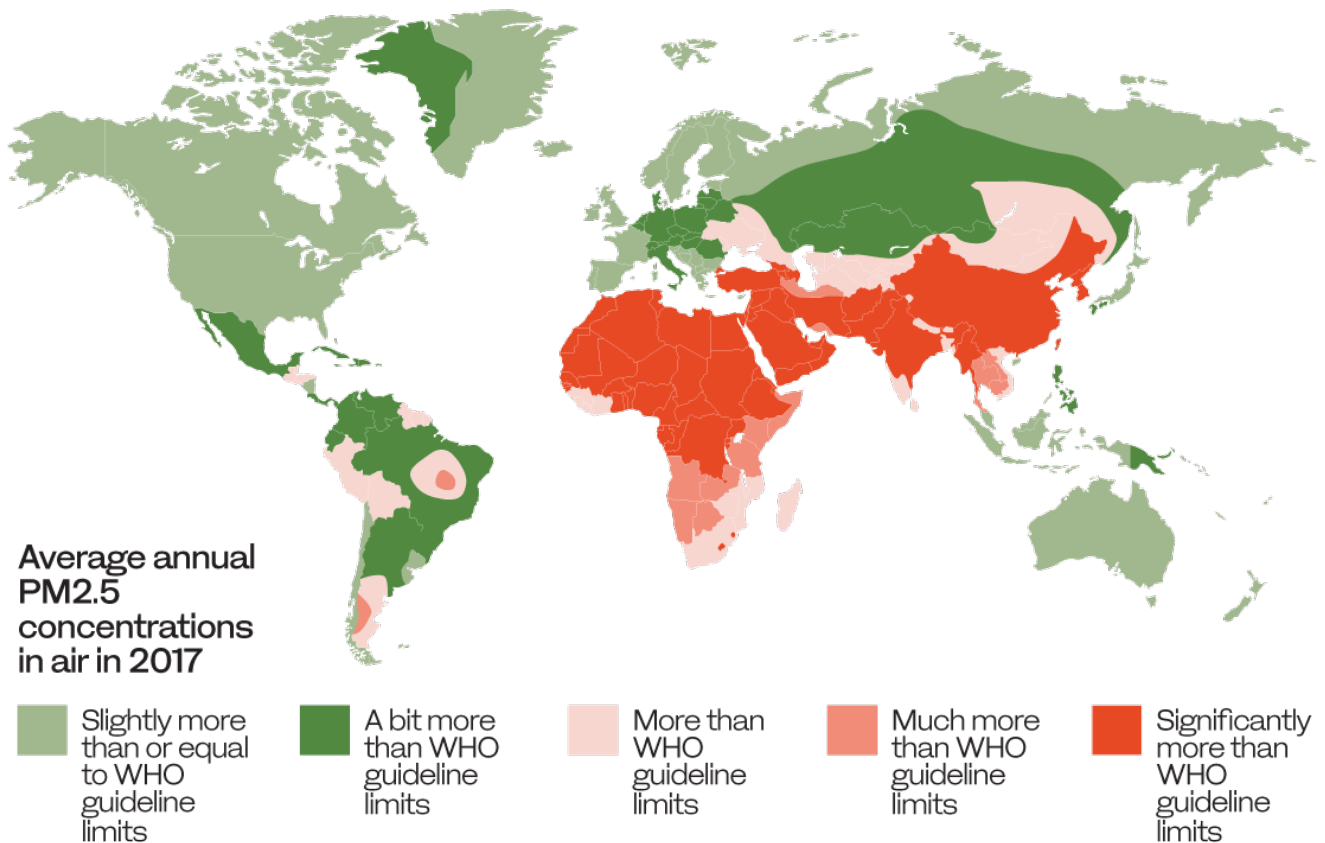 Average annual
PM2.5
concentrations
in air in 2017
Slightly more
than or equal
to WHO
guideline
limits
A bit more
than WHO
guideline
limits
More than
WHO
guideline
limits
Much more
than WHO
guideline
limits
Significantly
more than
WHO
guideline
limits